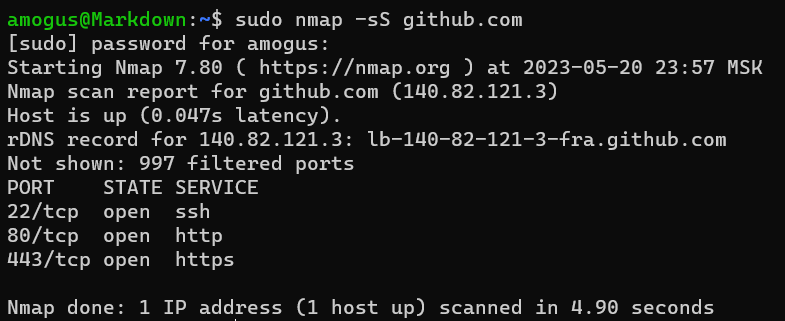 amogus@Markdown:~$ sudo nmap -sS github.com
[sudo] password for amogus:
Starting Nmap 7.80 ( https://nmap.org ) at 2023-05-20 23:57 MSK
Nmap scan report for github.com (140.82.121.3)
Host is up (0.047s latency).
rDNS record for 140.82.121.3: lb-140-82-121-3-fra.github.com
Not shown: 997 filtered ports
PORT    STATE SERVICE
22/tcp  open  ssh
80/tcp  open  http
443/tcp open  https
Nmap done: 1 IP address (1 host up) scanned in 4.90 seconds